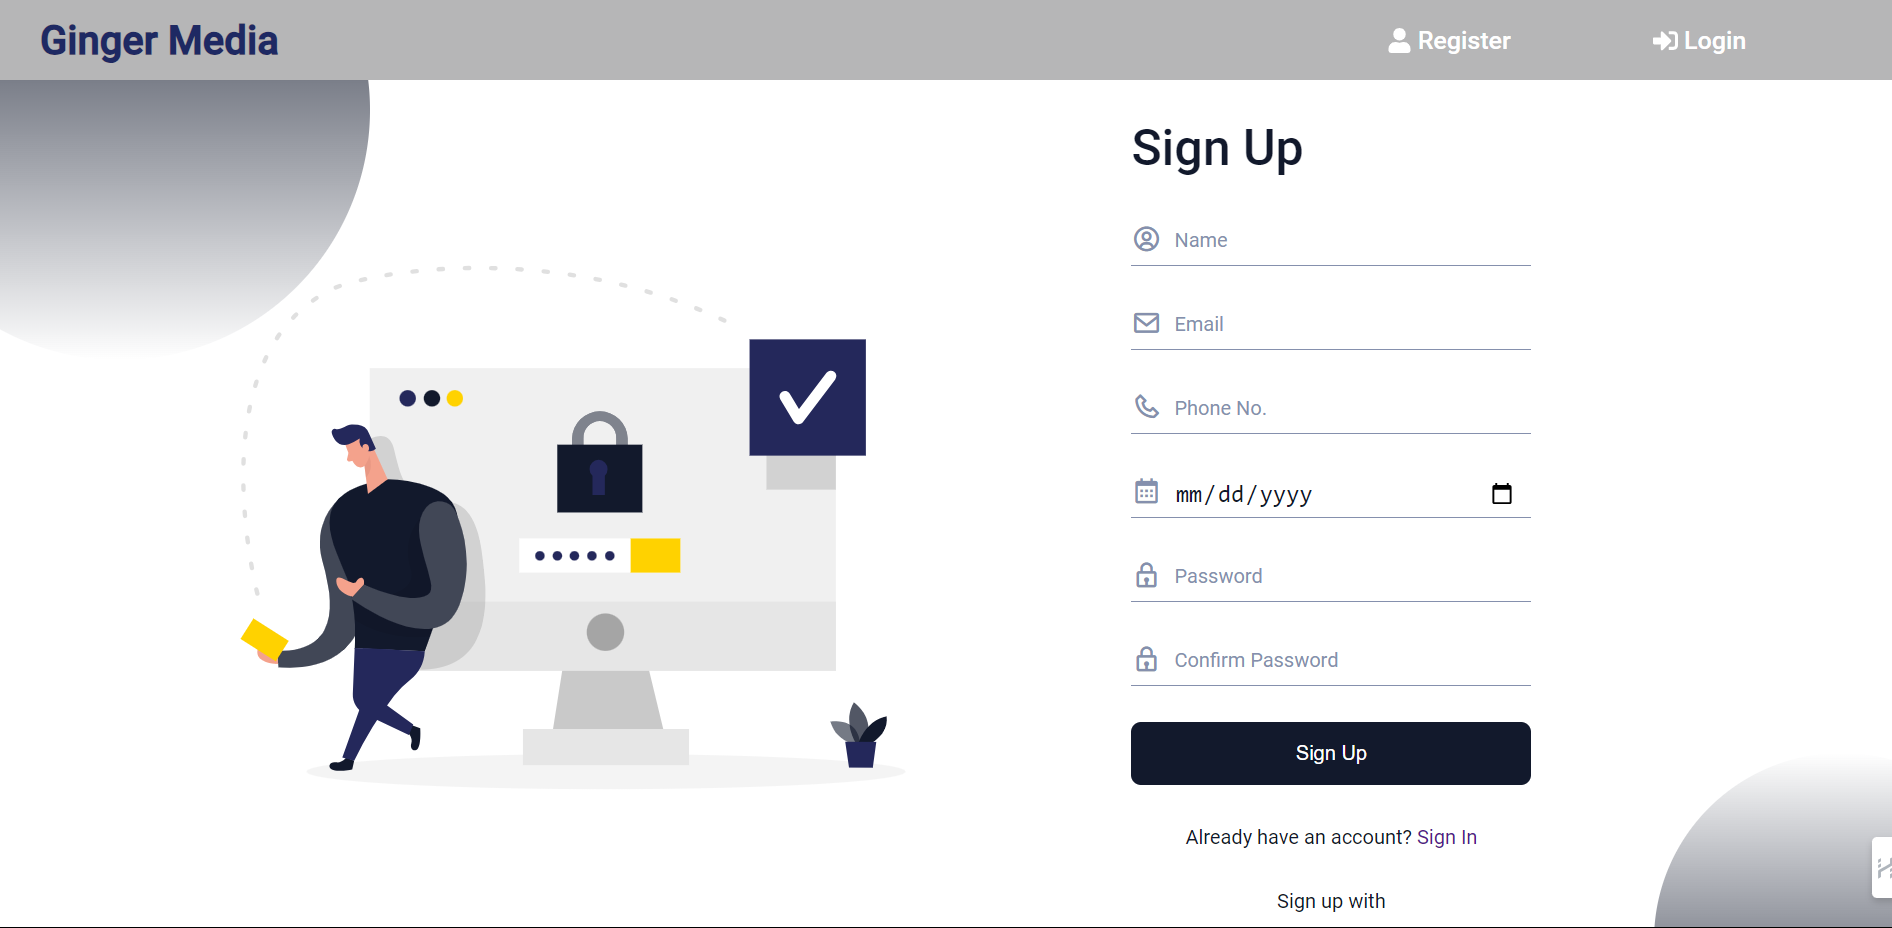 Ginger Media
Register
Login
Sign Up
Name
Email
Phone No.
mm/dd/yyyy
Password
Confirm Password
Sign Up
Already have an account? Sign In
Sign up with